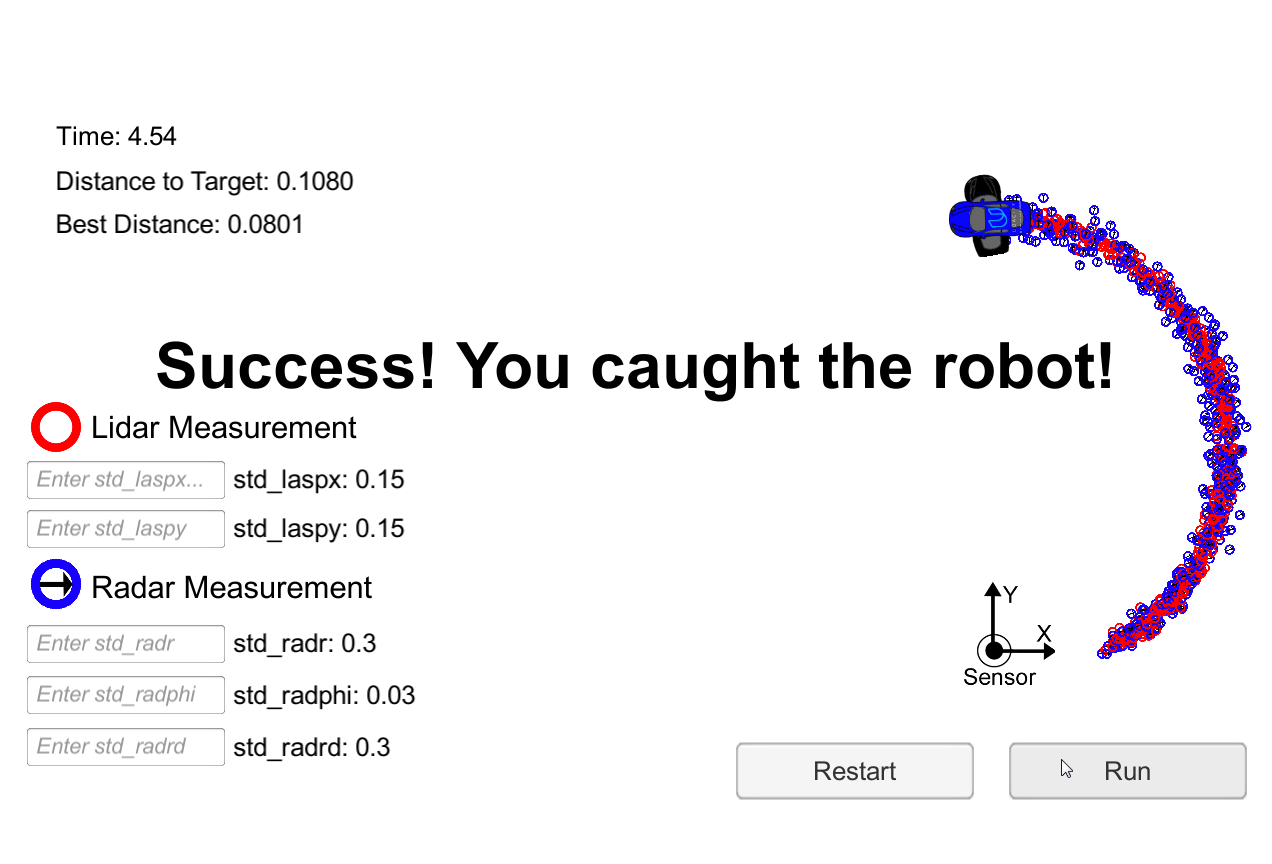 Time: 4.54
Distance to Target: 0.1080
Best Distance: 0.0801
Success! You caught the robot!
Lidar Measurement
Enter std_laspx... std_laspx: 0.15
Enter std_laspy std_laspy: 0.15
Radar Measurement
Enter std_radr std_radr: 0.3
Enter std_radphi std_radphi: 0.03
Enter std_radrd std_radrd: 0.3
Y
X
Sensor
Restart Run